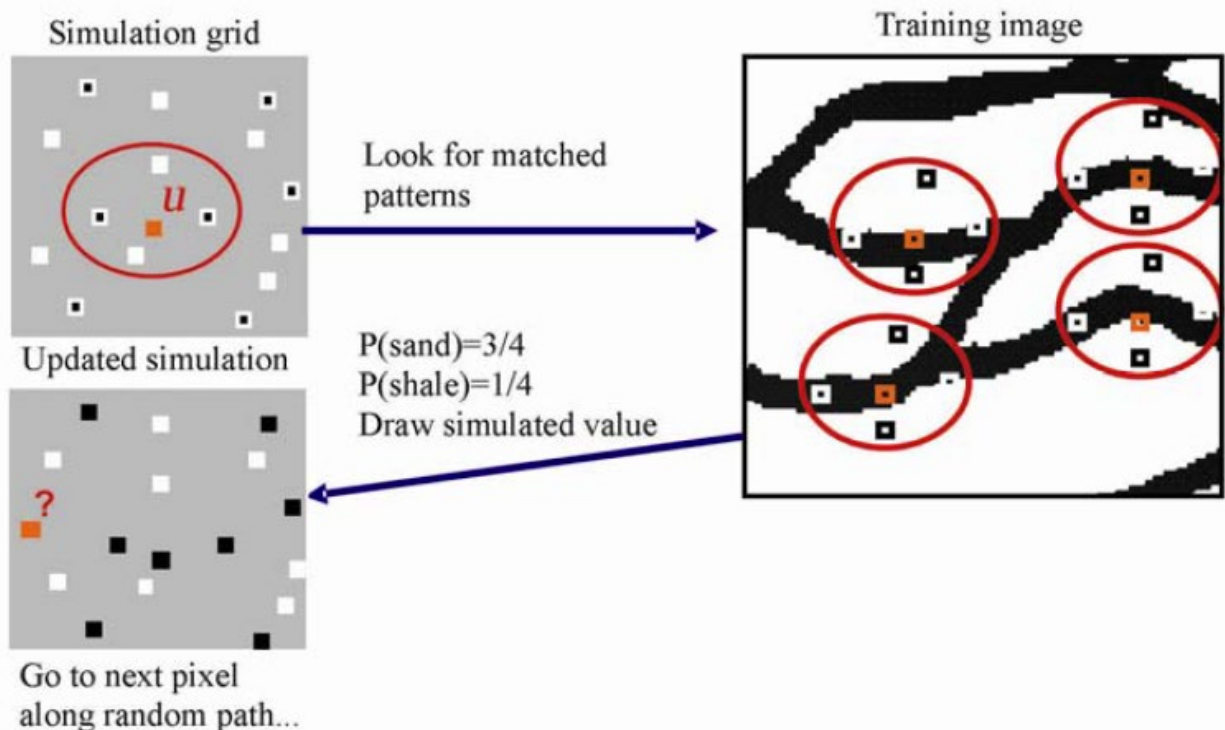 Simulation grid
Training image
u
Look for matched
patterns
Updated simulation
P(sand)=3/4
P(shale)=1/4
Draw simulated value
?
Go to next pixel
along random path...